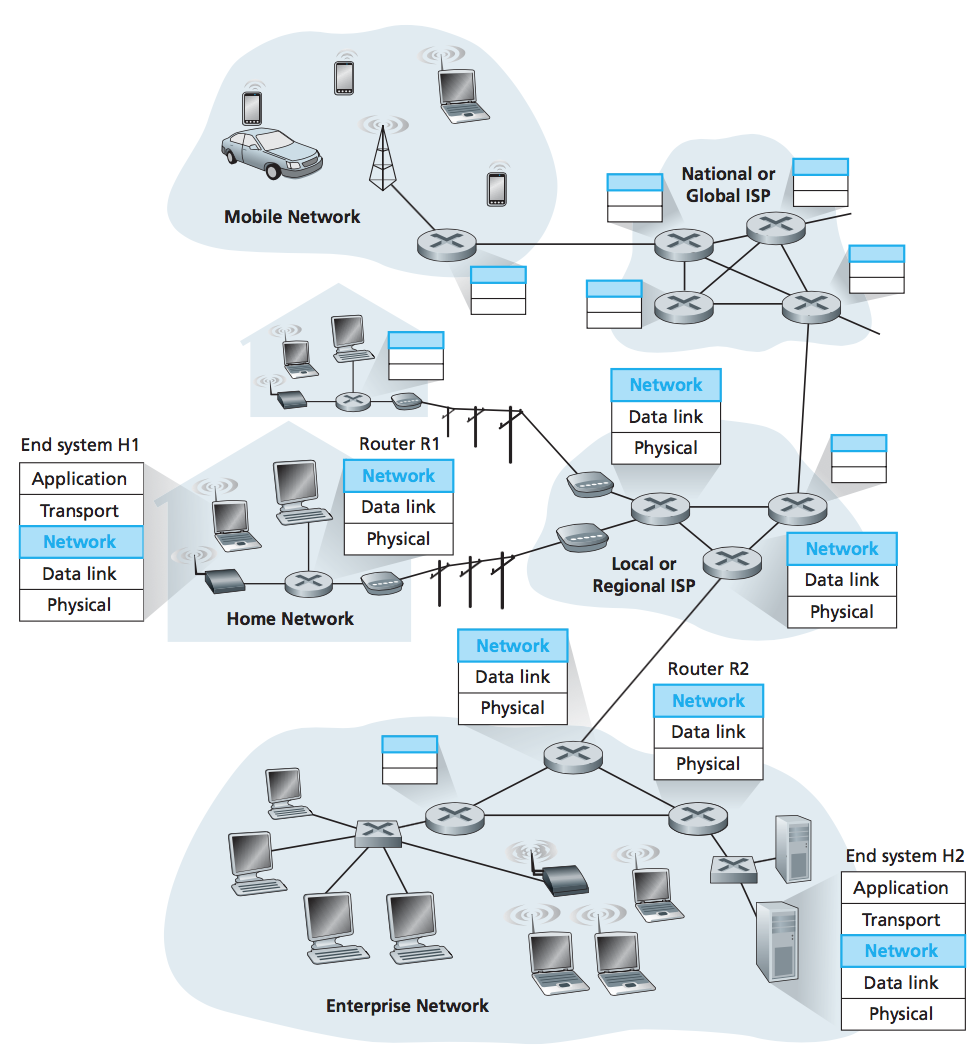 Mobile Network
National or
Global ISP
Network
Data link
Physical
End system H1
Application
Transport
Network
Data link
Physical
Router R1
Network
Data link
Physical
Home Network
Local or
Regional ISP
Network
Data link
Physical
Network
Data link
Physical
Router R2
Network
Data link
Physical
End system H2
Application
Transport
Network
Data link
Physical
Enterprise Network